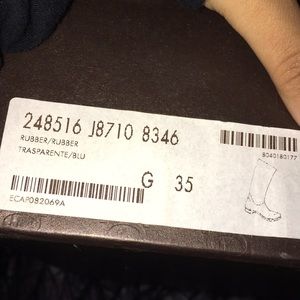 248516 J8710 8346
RUBBER/RUBBER
TRASPARENTE/BLU
8040180177
G 35
ECAP082069A